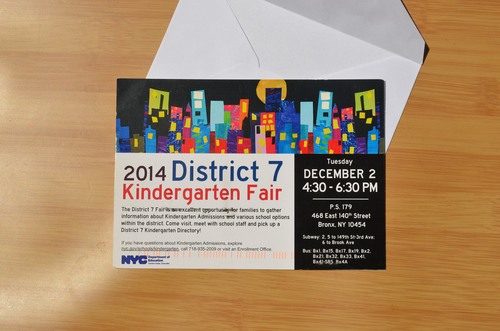 2014 District 7
Kindergarten Fair
The District 7 Fair is an excellent opportunity for families to gather
information about Kindergarten Admissions and various school options
within the district. Come visit, meet with school staff and pick up a
District 7 Kindergarten Directory!
If you have questions about Kindergarten Admissions, explore
nyc.gov/schools/kindergarten, call 718-935-2009 or visit an Enrollment Office.
NYC
Department of
Education
Tuesday
DECEMBER 2
4:30 - 6:30 PM
P.S. 179
468 East 140th Street
Bronx, NY 10454
Subway: 2, 5 to 149th St-3rd Ave;
6 to Brook Ave
Bus: Bx1, Bx15, Bx17, Bx19, Bx2,
Bx21, Bx32, Bx33, Bx41,
Bx41-SBS, Bx4A